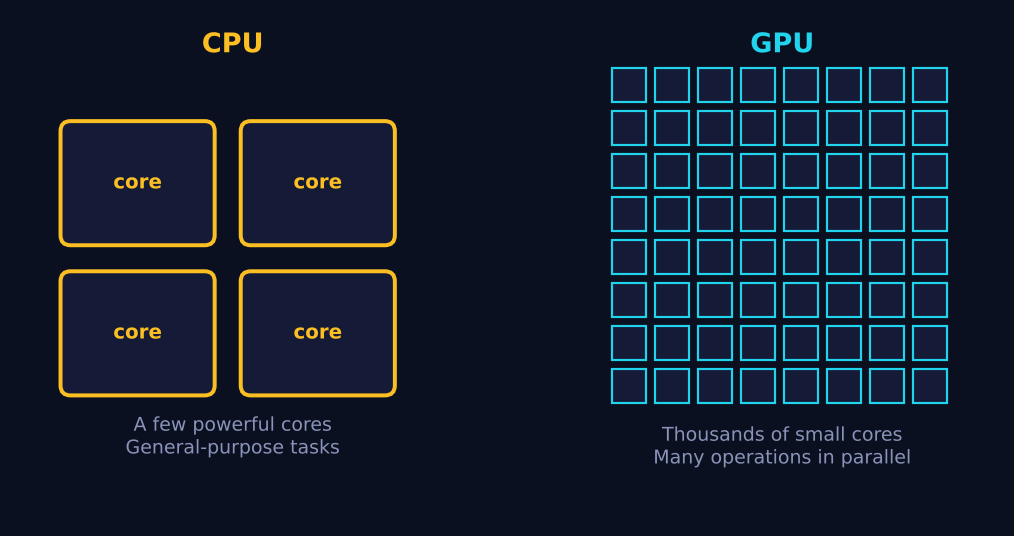 CPU
GPU
core
core
core
core
A few powerful cores
General-purpose tasks
Thousands of small cores
Many operations in parallel